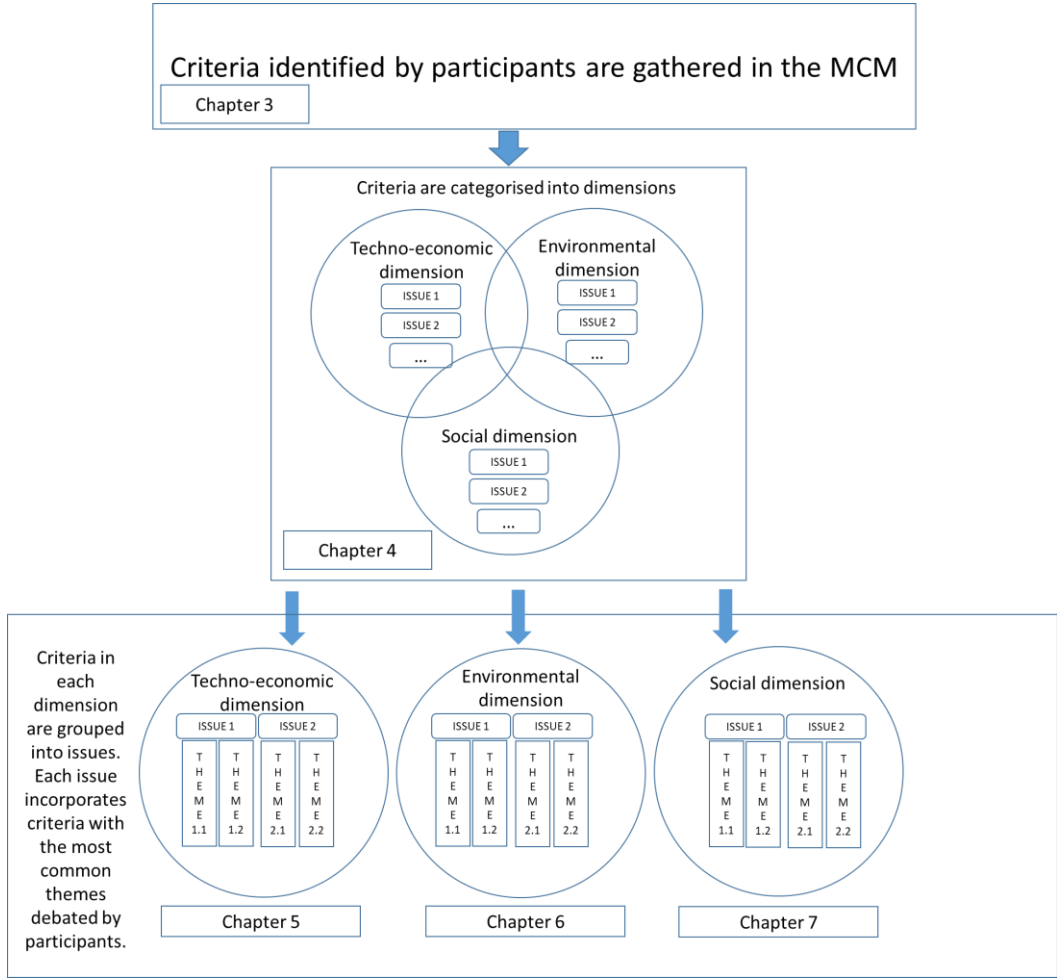 Criteria identified by participants are gathered in the MCM
Chapter 3
Criteria are categorised into dimensions
Techno-economic
dimension
ISSUE 1
ISSUE 2
...
Environmental
dimension
ISSUE 1
ISSUE 2
...
Social dimension
ISSUE 1
ISSUE 2
...
Chapter 4
Criteria in
each
dimension
are grouped
into issues.
Each issue
incorporates
criteria with
the most
common
themes
debated by
participants.
Techno-economic
dimension
ISSUE 1
ISSUE 2
THEME 1.1
THEME 1.2
THEME 2.1
THEME 2.2
Chapter 5
Environmental
dimension
ISSUE 1
ISSUE 2
THEME 1.1
THEME 1.2
THEME 2.1
THEME 2.2
Chapter 6
Social dimension
ISSUE 1
ISSUE 2
THEME 1.1
THEME 1.2
THEME 2.1
THEME 2.2
Chapter 7